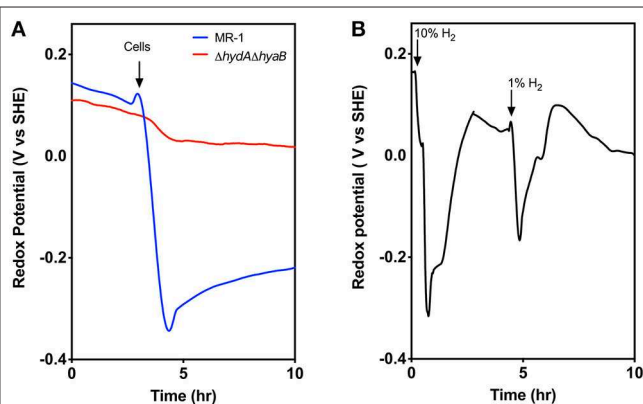 A
MR-1
ΔhydAΔhyaB
Cells
0.2
0.0
-0.2
-0.4
Redox Potential (V vs SHE)
0
5
10
Time (hr)
B
10% H₂
1% H₂
0.2
0.0
-0.2
-0.4
Redox potential ( V vs SHE)
0
5
10
Time (hr)